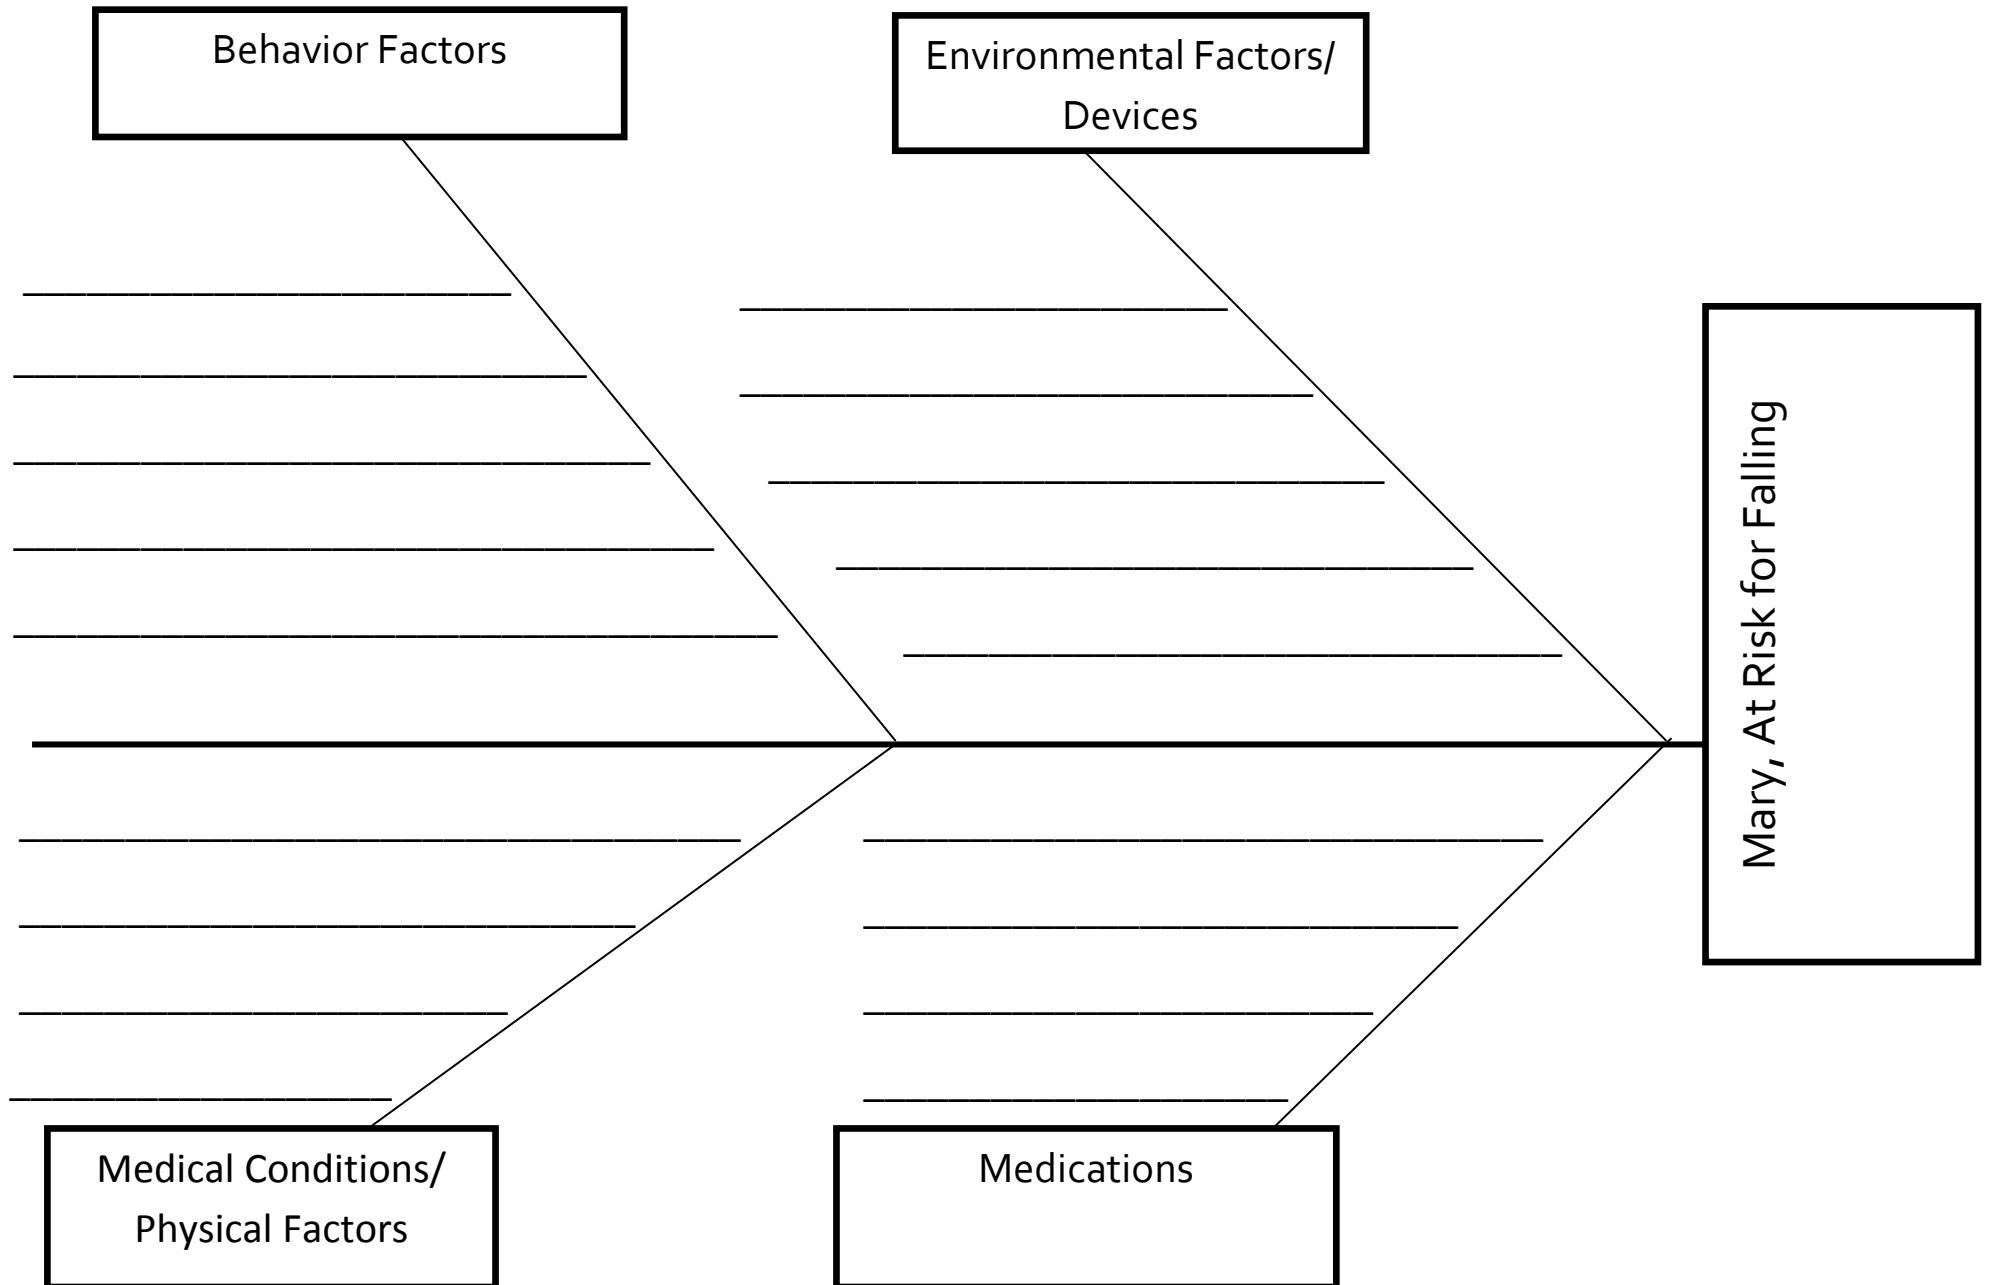 Behavior Factors
Environmental Factors/
Devices
Mary, At Risk for Falling
Medical Conditions/
Physical Factors
Medications